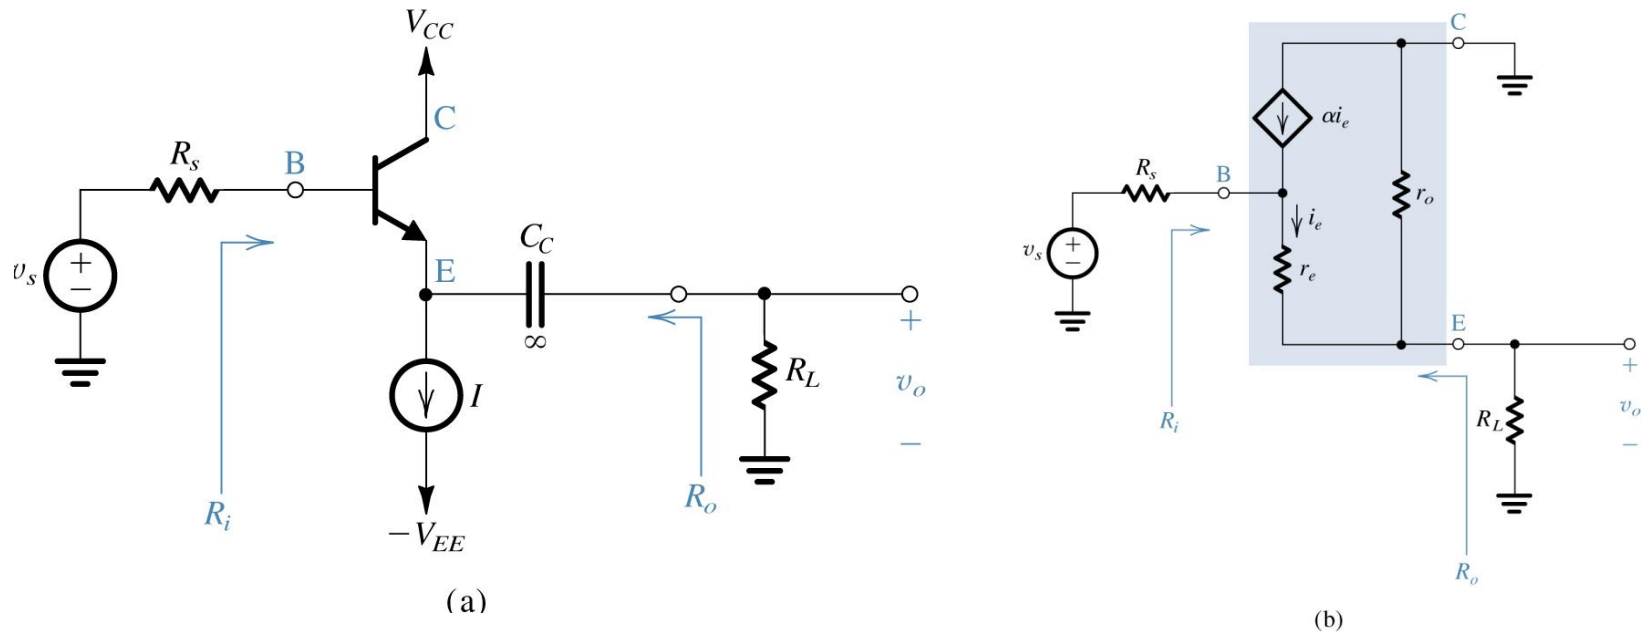 V_CC
C
R_s
B
C_C
v_s
+
−
E
∞
+
I
R_L
v_o
−
R_i
R_o
−V_EE
(a)
C
αi_e
R_s
B
r_o
i_e
v_s
+
−
r_e
E
+
R_L
v_o
R_i
−
R_o
(b)